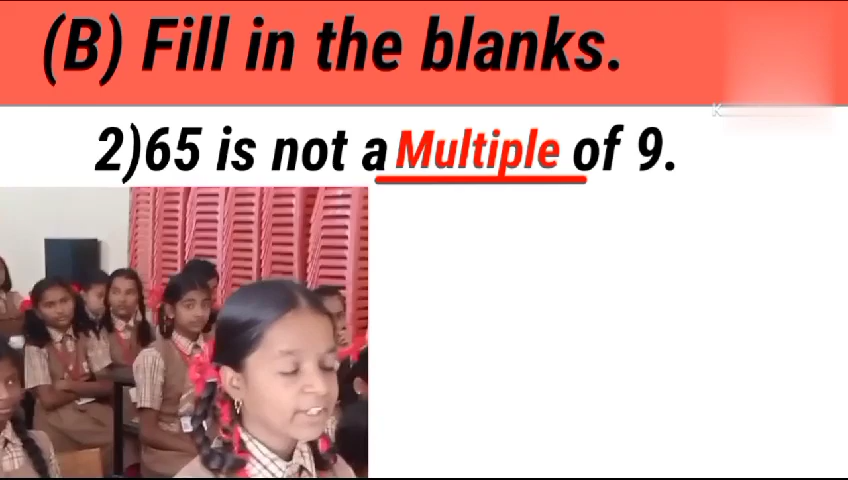 (B) Fill in the blanks.
2)65 is not a Multiple of 9.